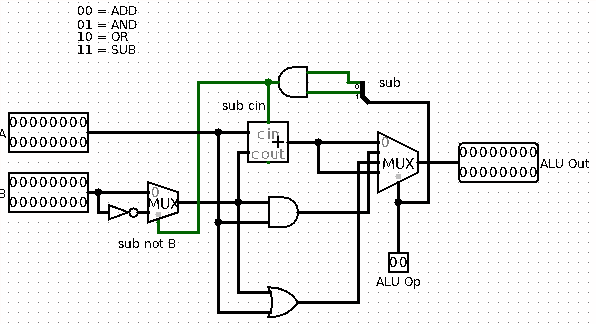 00 = ADD
01 = AND
10 = OR
11 = SUB
sub
0
1
sub cin
A
00000000
00000000
cin
+
cout
0
MUX
00000000
00000000
ALU Out
B
00000000
00000000
0
MUX
sub not B
00
ALU Op